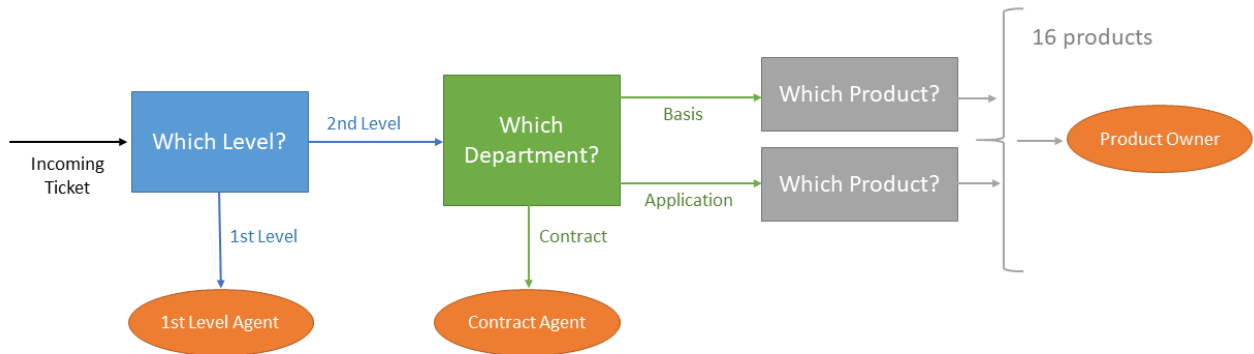 16 products
Which Product?
Which Level?
2nd Level
Which
Department?
Basis
Product Owner
Incoming
Ticket
Which Product?
Application
1st Level
Contract
1st Level Agent
Contract Agent